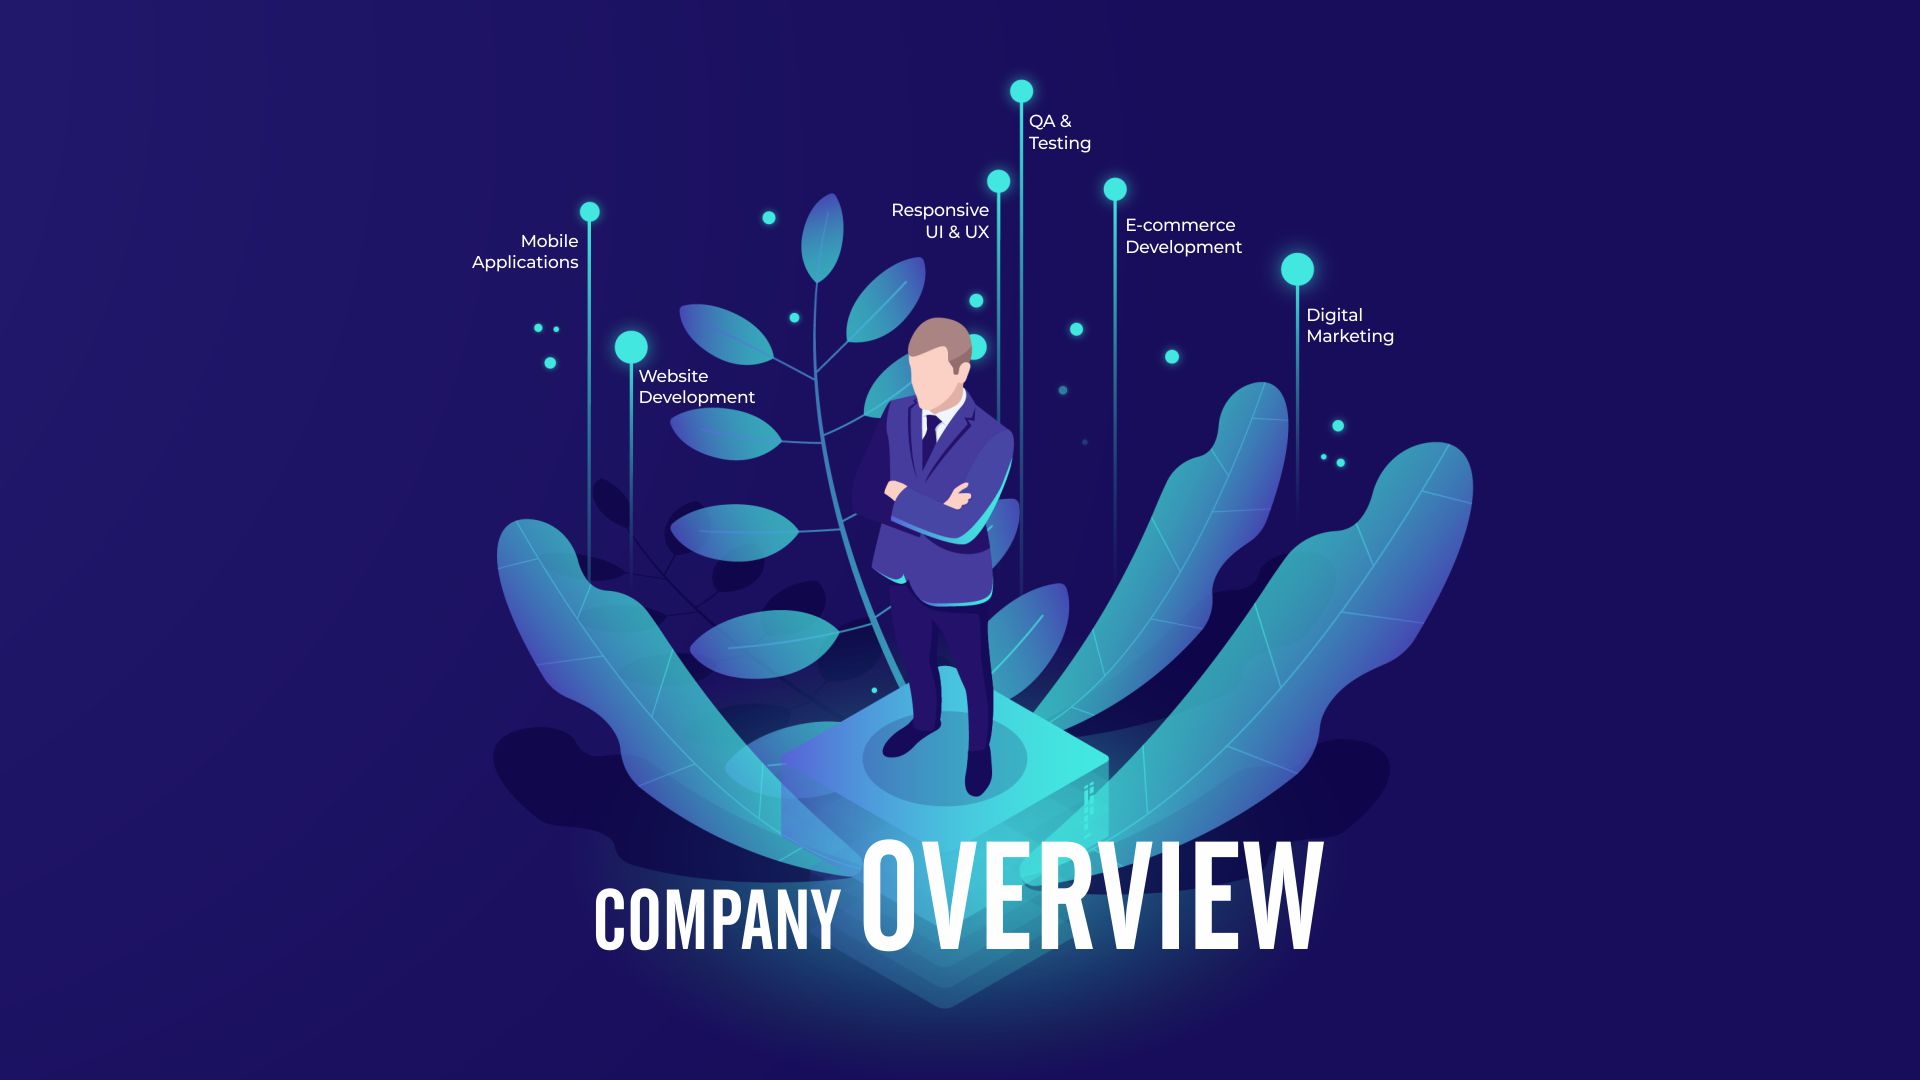 QA &
Testing
Responsive
UI & UX
E-commerce
Development
Mobile
Applications
Digital
Marketing
Website
Development
COMPANY OVERVIEW